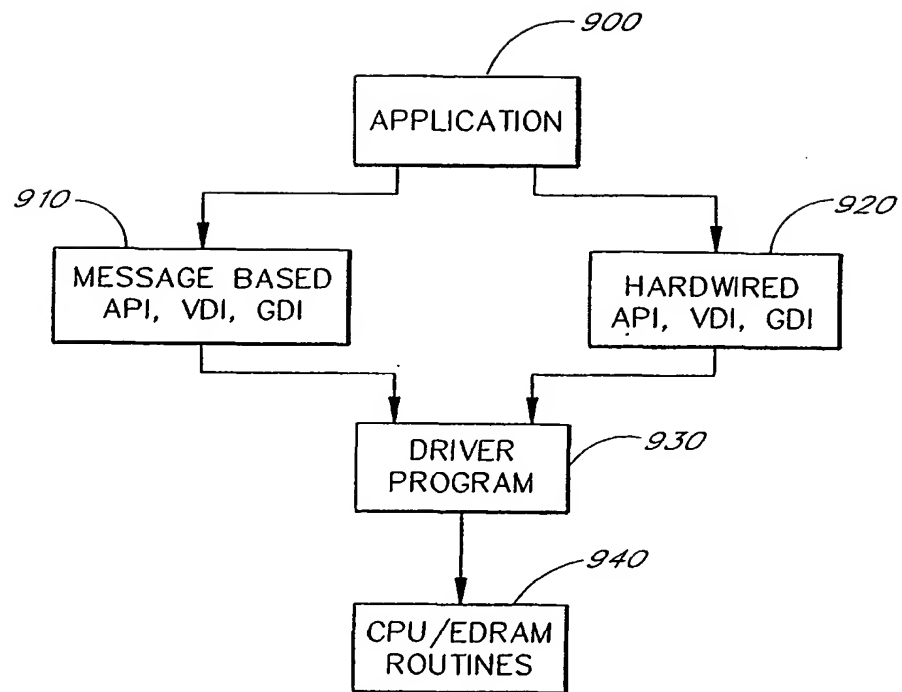 900
APPLICATION
910
920
MESSAGE BASED
API, VDI, GDI
HARDWIRED
API, VDI, GDI
DRIVER
PROGRAM
930
940
CPU/EDRAM
ROUTINES